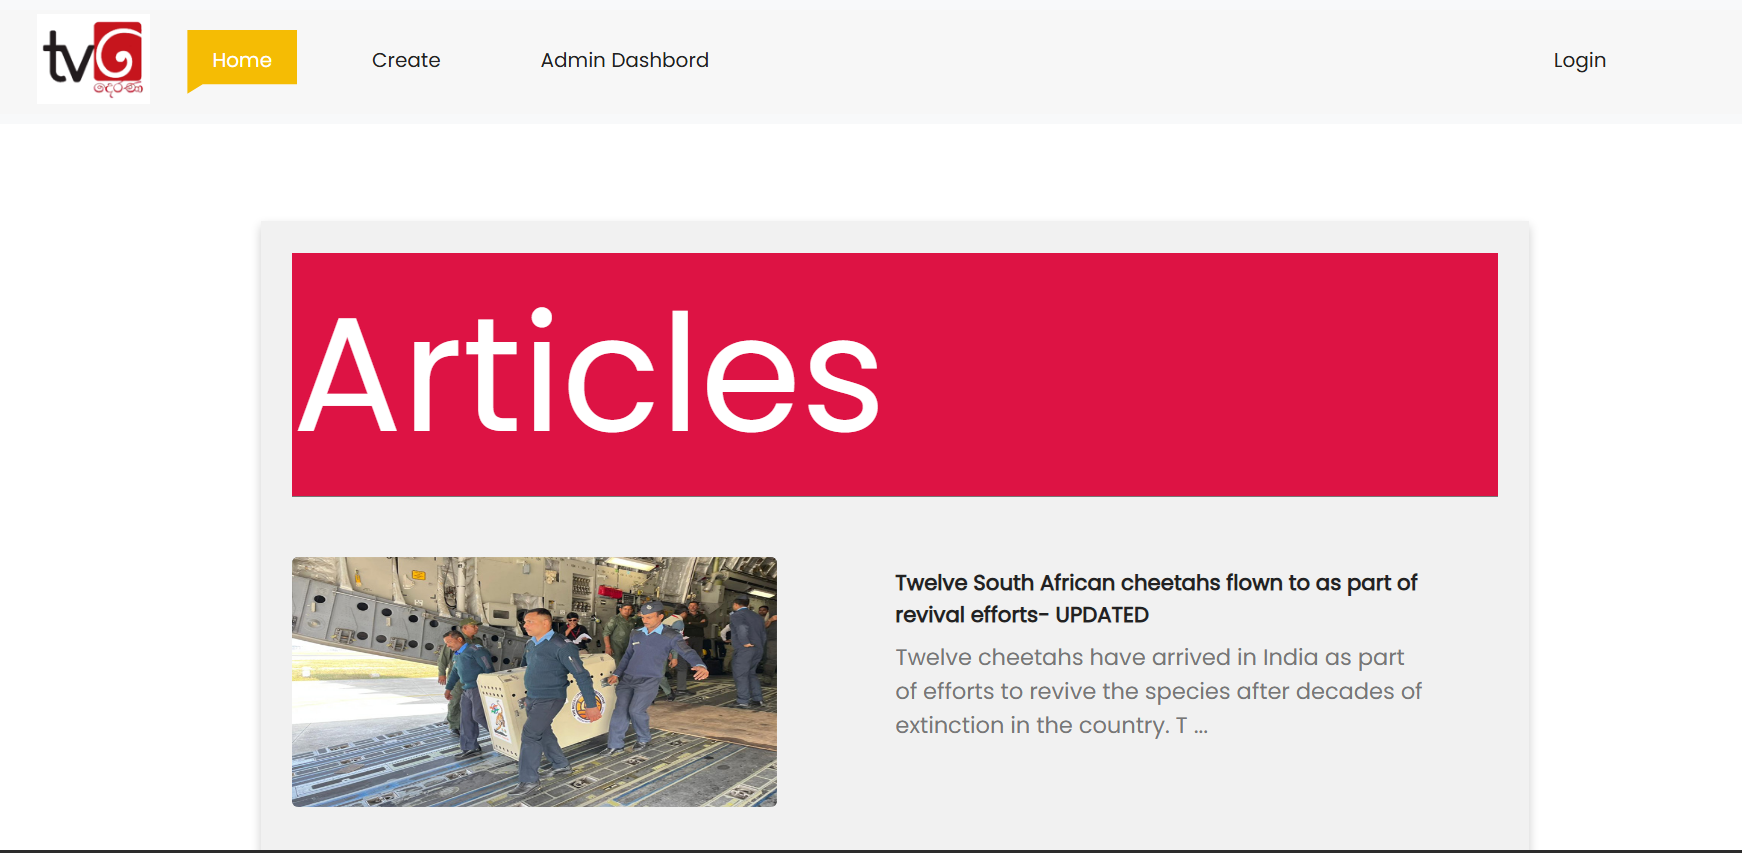 tv
දෙරණ
Home
Create
Admin Dashbord
Login
Articles
Twelve South African cheetahs flown to as part of
revival efforts- UPDATED
Twelve cheetahs have arrived in India as part
of efforts to revive the species after decades of
extinction in the country. T ...